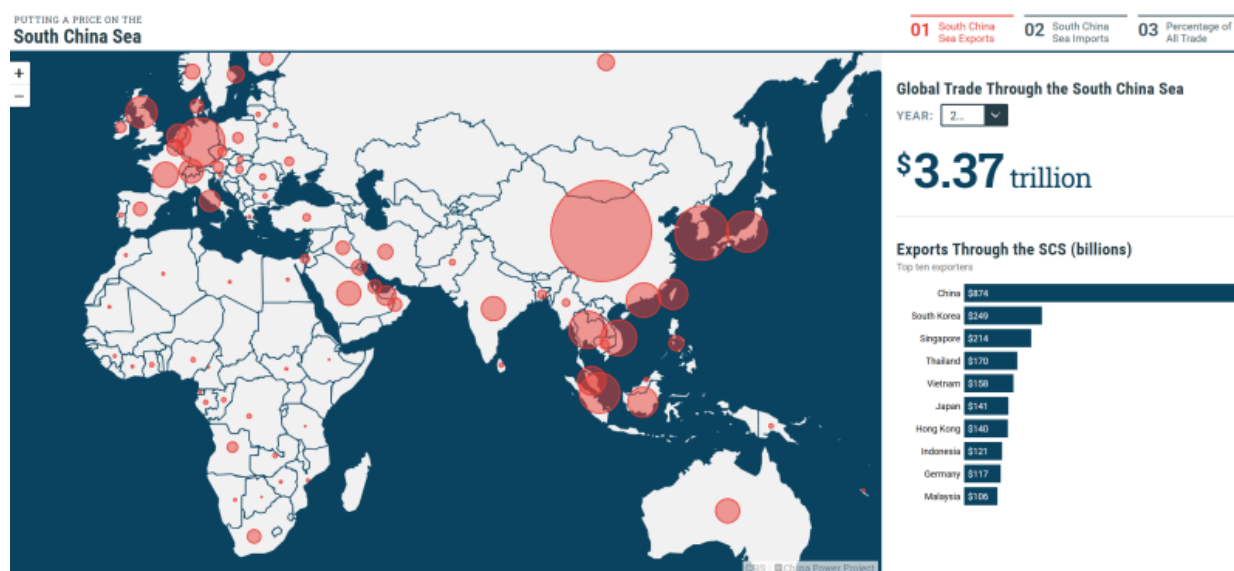 PUTTING A PRICE ON THE
South China Sea
01 South China
Sea Exports
02 South China
Sea Imports
03 Percentage of
All Trade
+
−
Global Trade Through the South China Sea
YEAR: 2..
$3.37 trillion
Exports Through the SCS (billions)
Top ten exporters
China $874
South Korea $249
Singapore $214
Thailand $170
Vietnam $158
Japan $141
Hong Kong $140
Indonesia $121
Germany $117
Malaysia $106
CSIS | China Power Project